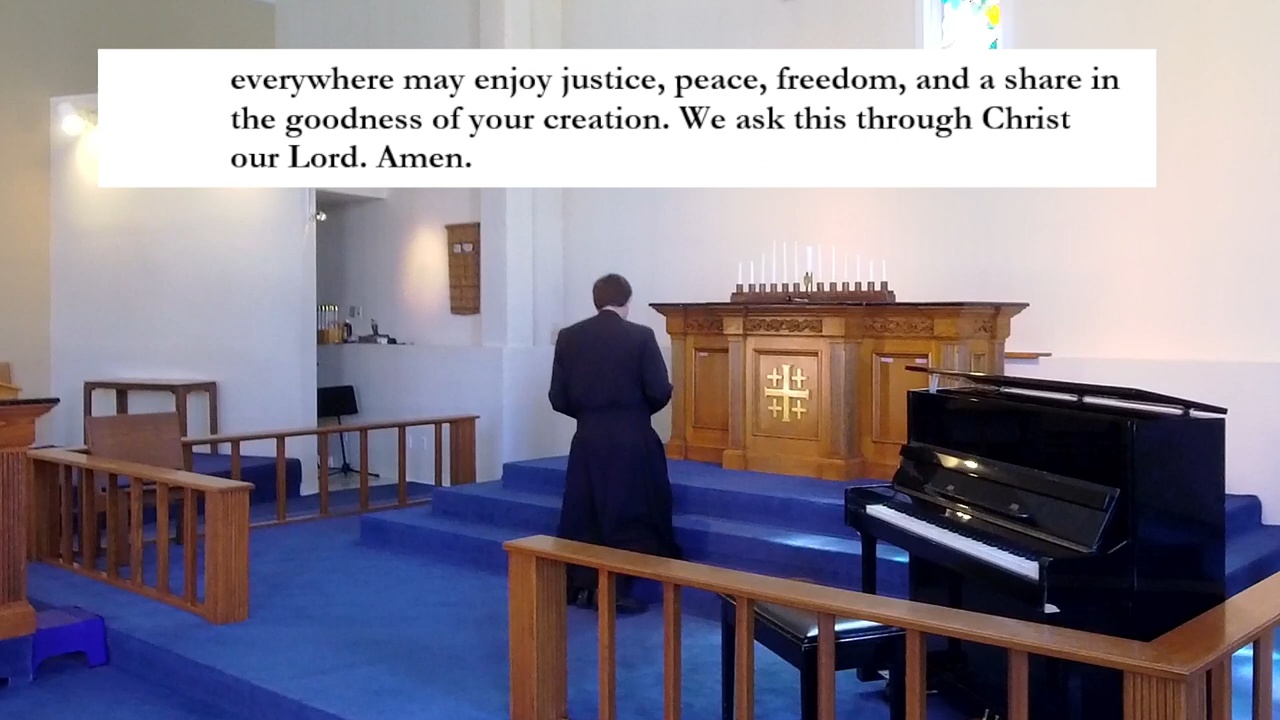 everywhere may enjoy justice, peace, freedom, and a share in
the goodness of your creation. We ask this through Christ
our Lord. Amen.